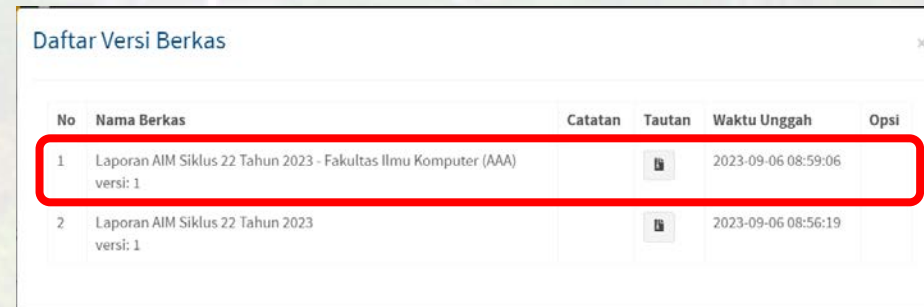 Daftar Versi Berkas ×
No Nama Berkas Catatan Tautan Waktu Unggah Opsi
1 Laporan AIM Siklus 22 Tahun 2023 - Fakultas Ilmu Komputer (AAA) 2023-09-06 08:59:06
versi: 1
2 Laporan AIM Siklus 22 Tahun 2023 2023-09-06 08:56:19
versi: 1